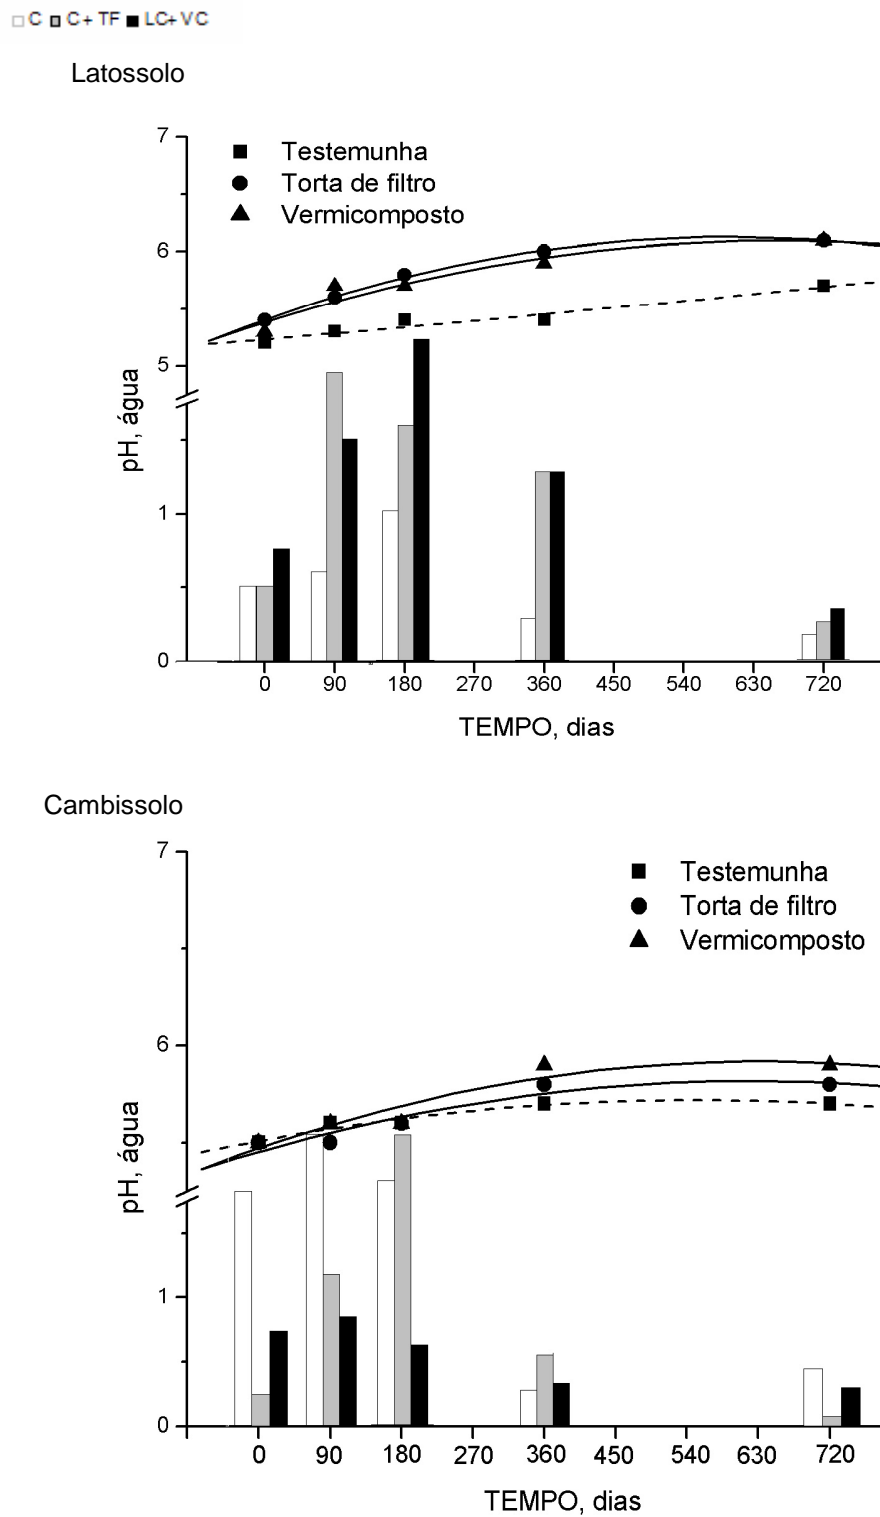 C C+ TF LC+ VC
Latossolo
7
Testemunha
Torta de filtro
Vermicomposto
6
5
pH, água
1
0
0 90 180 270 360 450 540 630 720
TEMPO, dias
Cambissolo
7
Testemunha
Torta de filtro
Vermicomposto
6
pH, água
1
0
0 90 180 270 360 450 540 630 720
TEMPO, dias